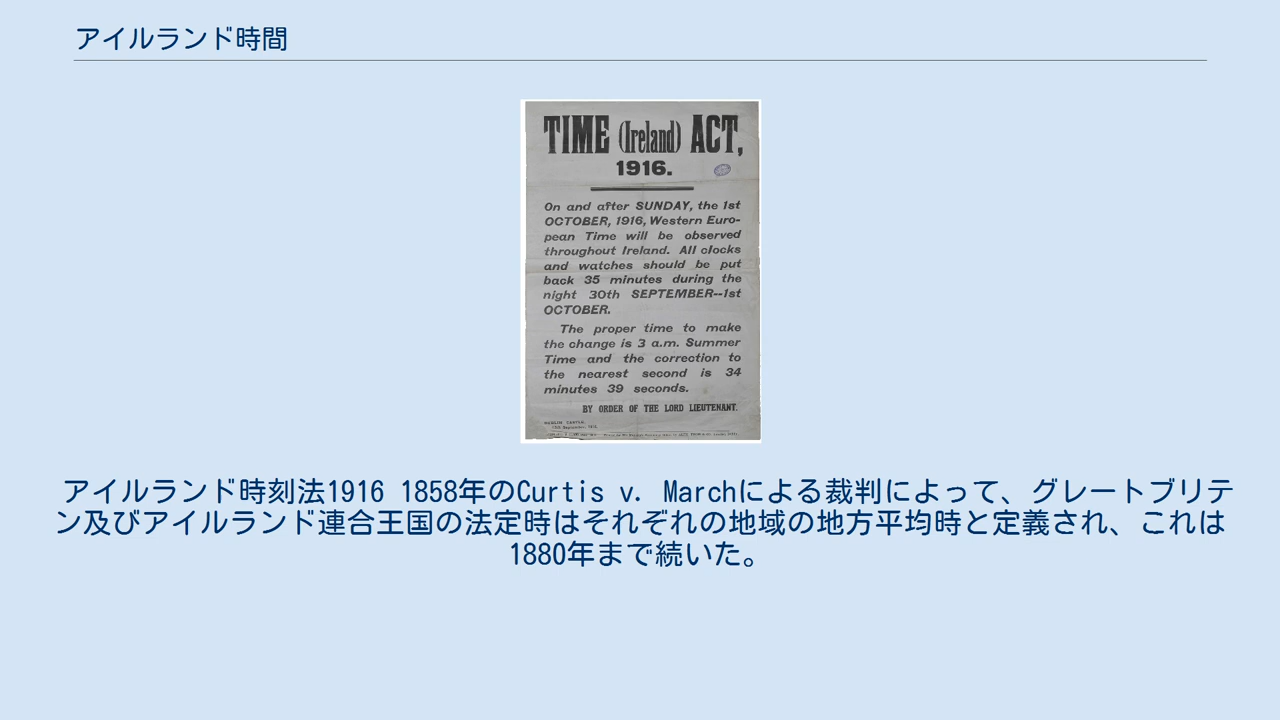 アイルランド時間
TIME (Ireland) ACT,
1916.
On and after SUNDAY, the 1st
OCTOBER, 1916, Western Euro-
pean Time will be observed
throughout Ireland. All clocks
and watches should be put
back 35 minutes during the
night 30th SEPTEMBER--1st
OCTOBER.
The proper time to make
the change is 3 a.m. Summer
Time and the correction to
the nearest second is 34
minutes 39 seconds.
BY ORDER OF THE LORD LIEUTENANT.
アイルランド時刻法1916 1858年のCurtis v. Marchによる裁判によって、グレートブリテ
ン及びアイルランド連合王国の法定時はそれぞれの地域の地方平均時と定義され、これは
1880年まで続いた。